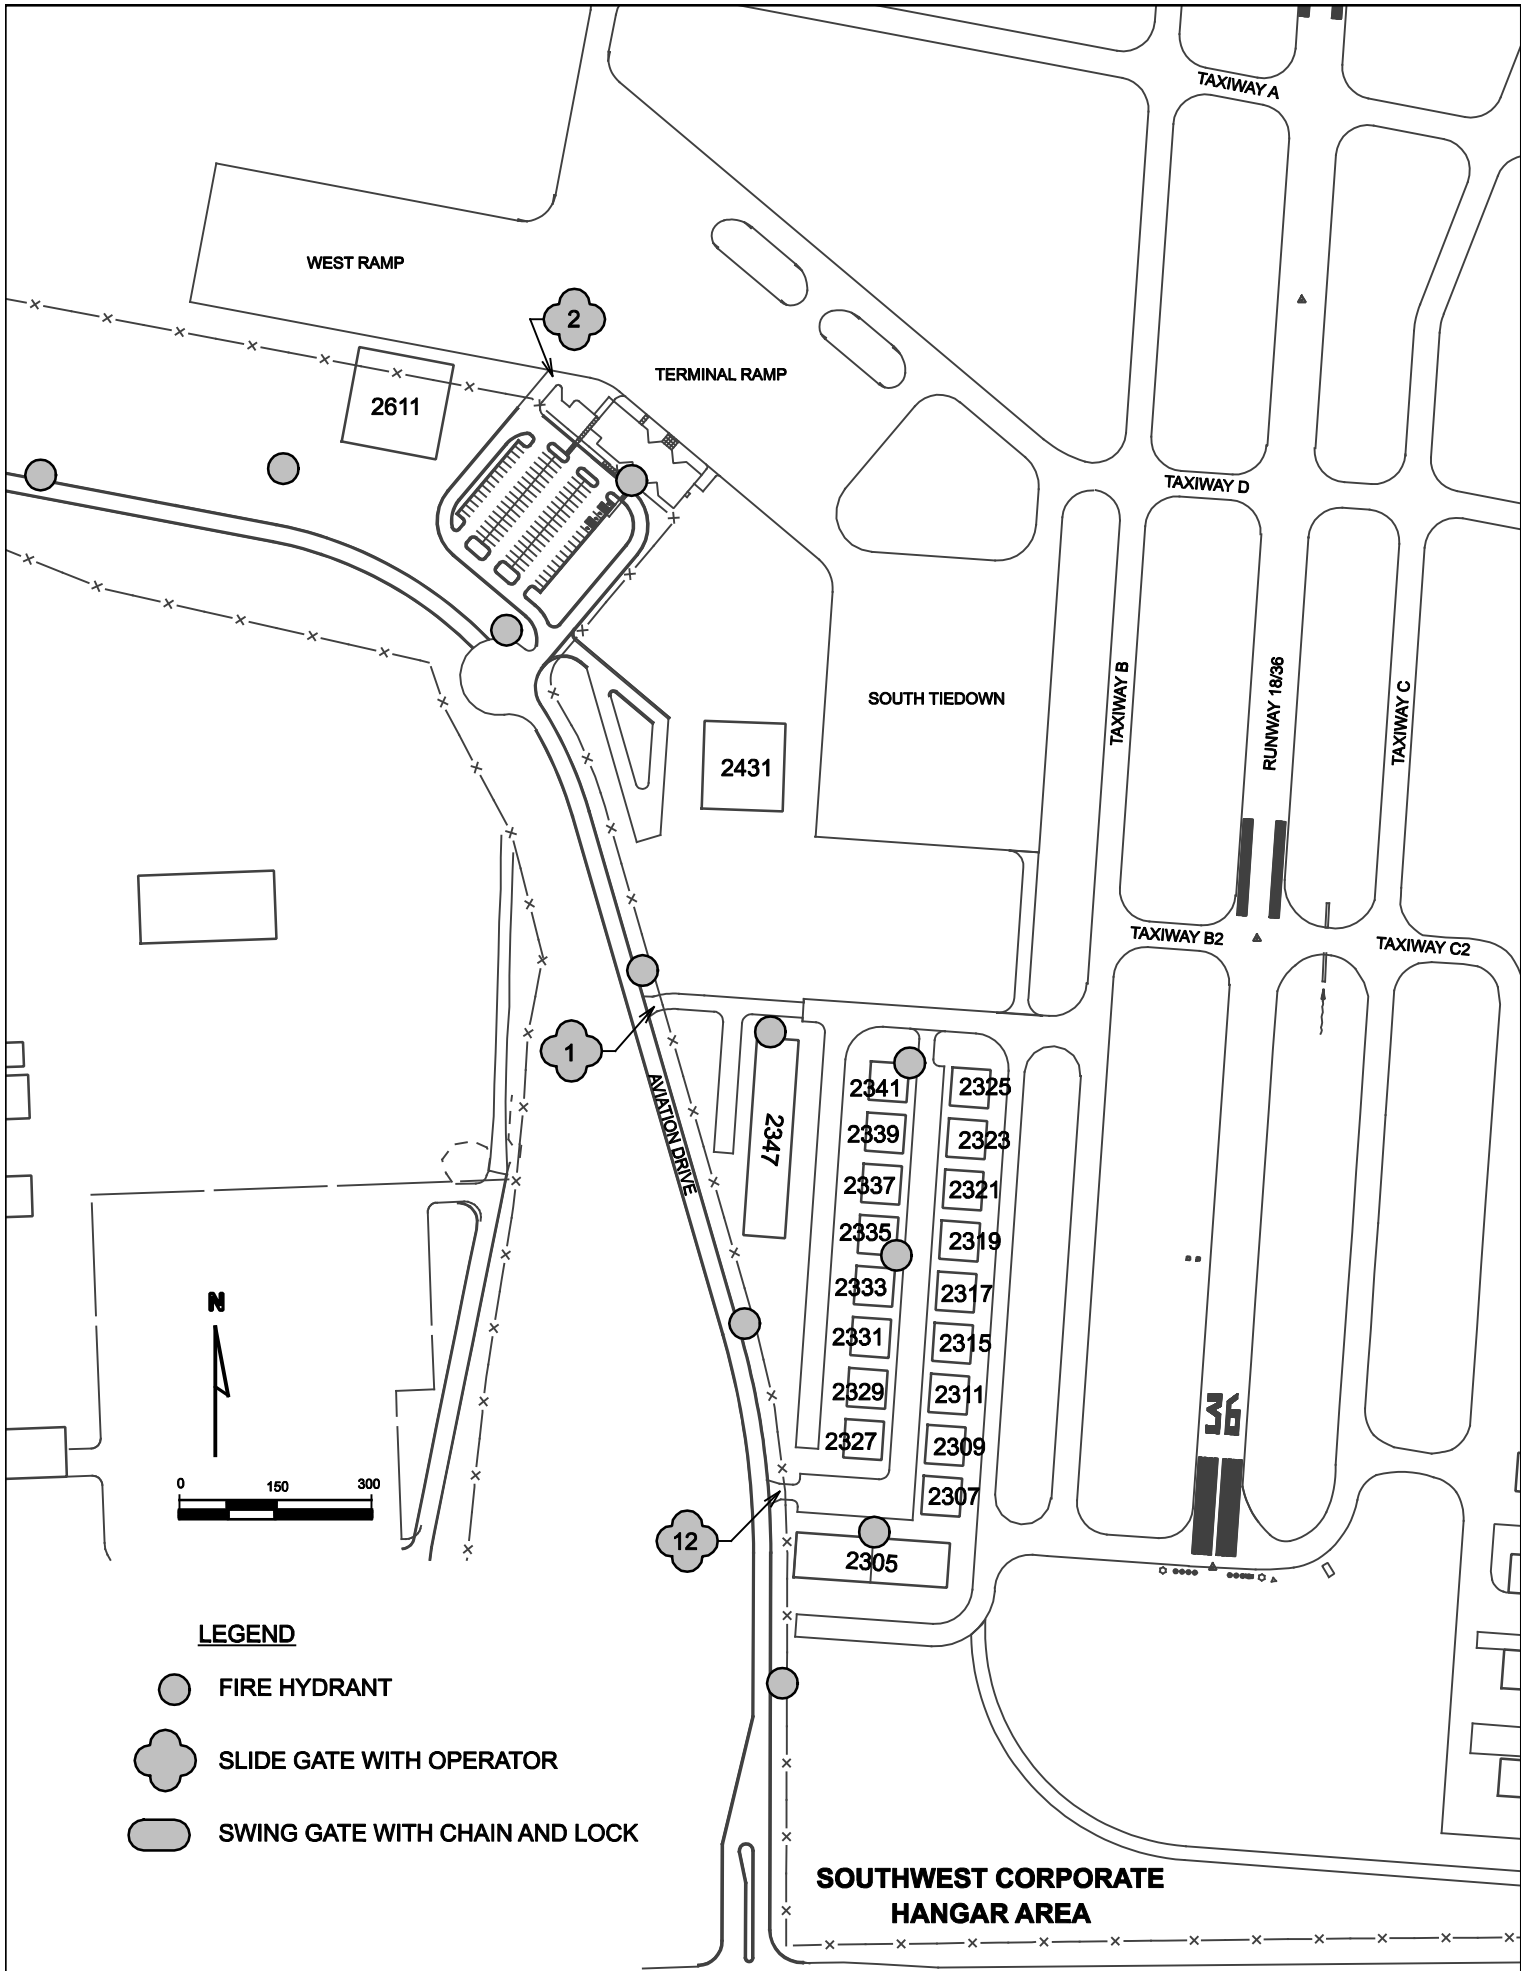 TAXIWAY A
WEST RAMP
2
TERMINAL RAMP
2611
TAXIWAY D
SOUTH TIEDOWN
TAXIWAY B
RUNWAY 18/36
TAXIWAY C
2431
TAXIWAY B2
TAXIWAY C2
1
AVIATION DRIVE
2347
2341
2325
2339
2323
2337
2321
2335
2319
2333
2317
2331
2315
2329
2311
2327
2309
2307
36
12
2305
N
0 150 300
LEGEND
FIRE HYDRANT
SLIDE GATE WITH OPERATOR
SWING GATE WITH CHAIN AND LOCK
SOUTHWEST CORPORATE
HANGAR AREA